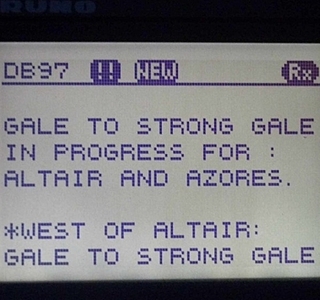 FURUNO
DB97 !! NEW Rx
GALE TO STRONG GALE
IN PROGRESS FOR :
ALTAIR AND AZORES.
*WEST OF ALTAIR:
GALE TO STRONG GALE